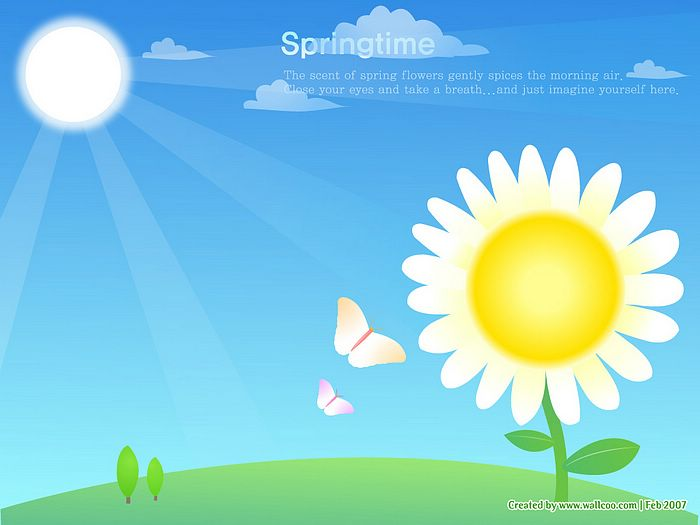 Springtime
The scent of spring flowers gently spices the morning air.
Close your eyes and take a breath...and just imagine yourself here.
Created by www.wallcoo.com | Feb 2007